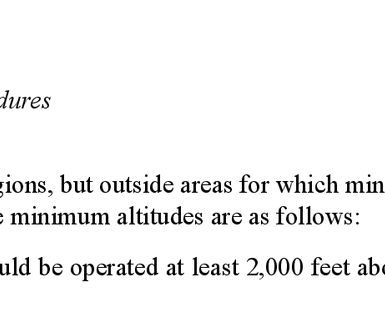 dures
gions, but outside areas for which min
e minimum altitudes are as follows:
uld be operated at least 2,000 feet abo